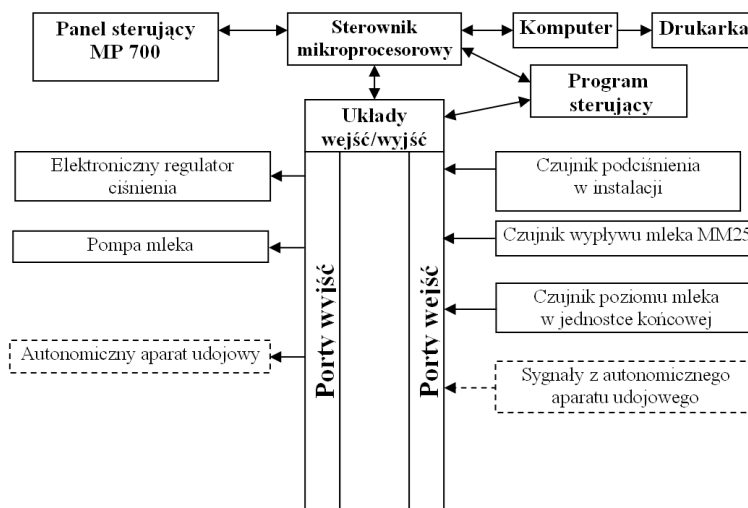 Panel sterujący
MP 700
Sterownik
mikroprocesorowy
Komputer
Drukarka
Program
sterujący
Układy
wejść/wyjść
Elektroniczny regulator
ciśnienia
Pompa mleka
Autonomiczny aparat udojowy
Porty wyjść
Porty wejść
Czujnik podciśnienia
w instalacji
Czujnik wypływu mleka MM25
Czujnik poziomu mleka
w jednostce końcowej
Sygnały z autonomicznego
aparatu udojowego